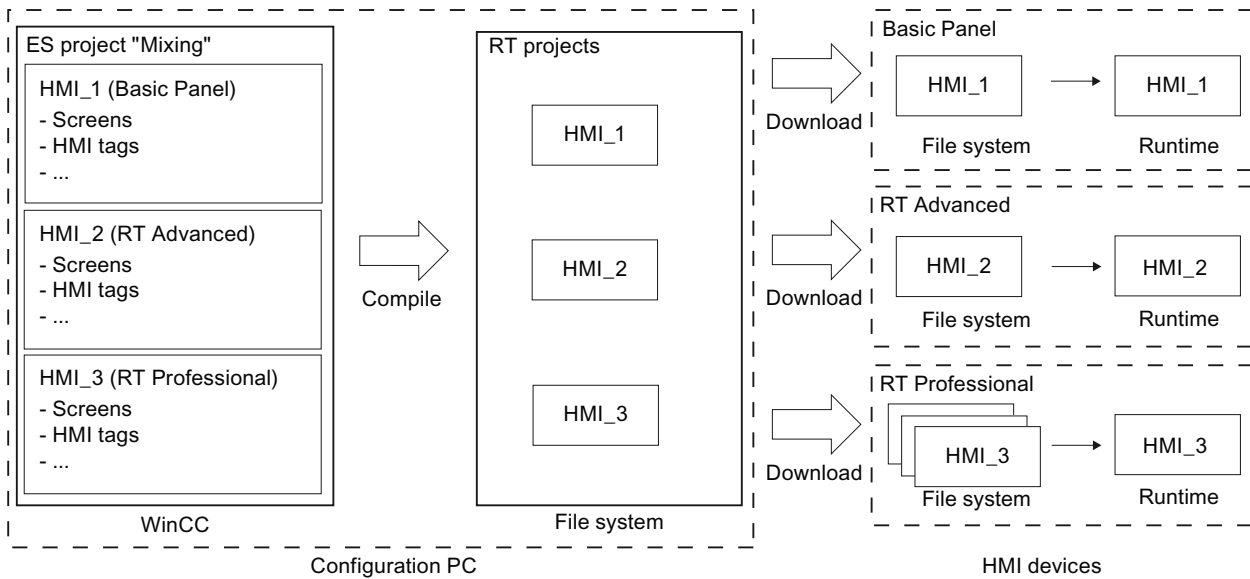 ES project "Mixing"
HMI_1 (Basic Panel)
- Screens
- HMI tags
- ...
HMI_2 (RT Advanced)
- Screens
- HMI tags
- ...
HMI_3 (RT Professional)
- Screens
- HMI tags
- ...
WinCC
Compile
RT projects
HMI_1
HMI_2
HMI_3
File system
Configuration PC
Download
Download
Download
Basic Panel
HMI_1
HMI_1
File system
Runtime
RT Advanced
HMI_2
HMI_2
File system
Runtime
RT Professional
HMI_3
HMI_3
File system
Runtime
HMI devices